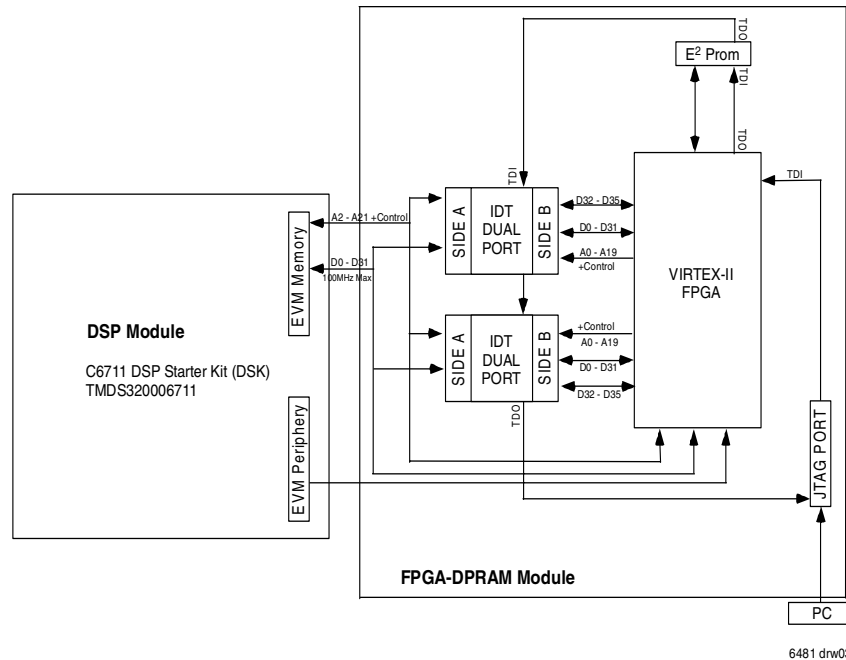 TDO
E² Prom
TDI
TDO
TDI
TDI
SIDE A
IDT
DUAL
PORT
SIDE B
D32 - D35
D0 - D31
A0 - A19
+Control
VIRTEX-II
FPGA
A2 - A21 +Control
D0 - D31
100MHz Max
EVM Memory
DSP Module
C6711 DSP Starter Kit (DSK)
TMDS320006711
SIDE A
IDT
DUAL
PORT
SIDE B
+Control
A0 - A19
D0 - D31
D32 - D35
TDO
EVM Periphery
JTAG PORT
FPGA-DPRAM Module
PC
6481 drw03